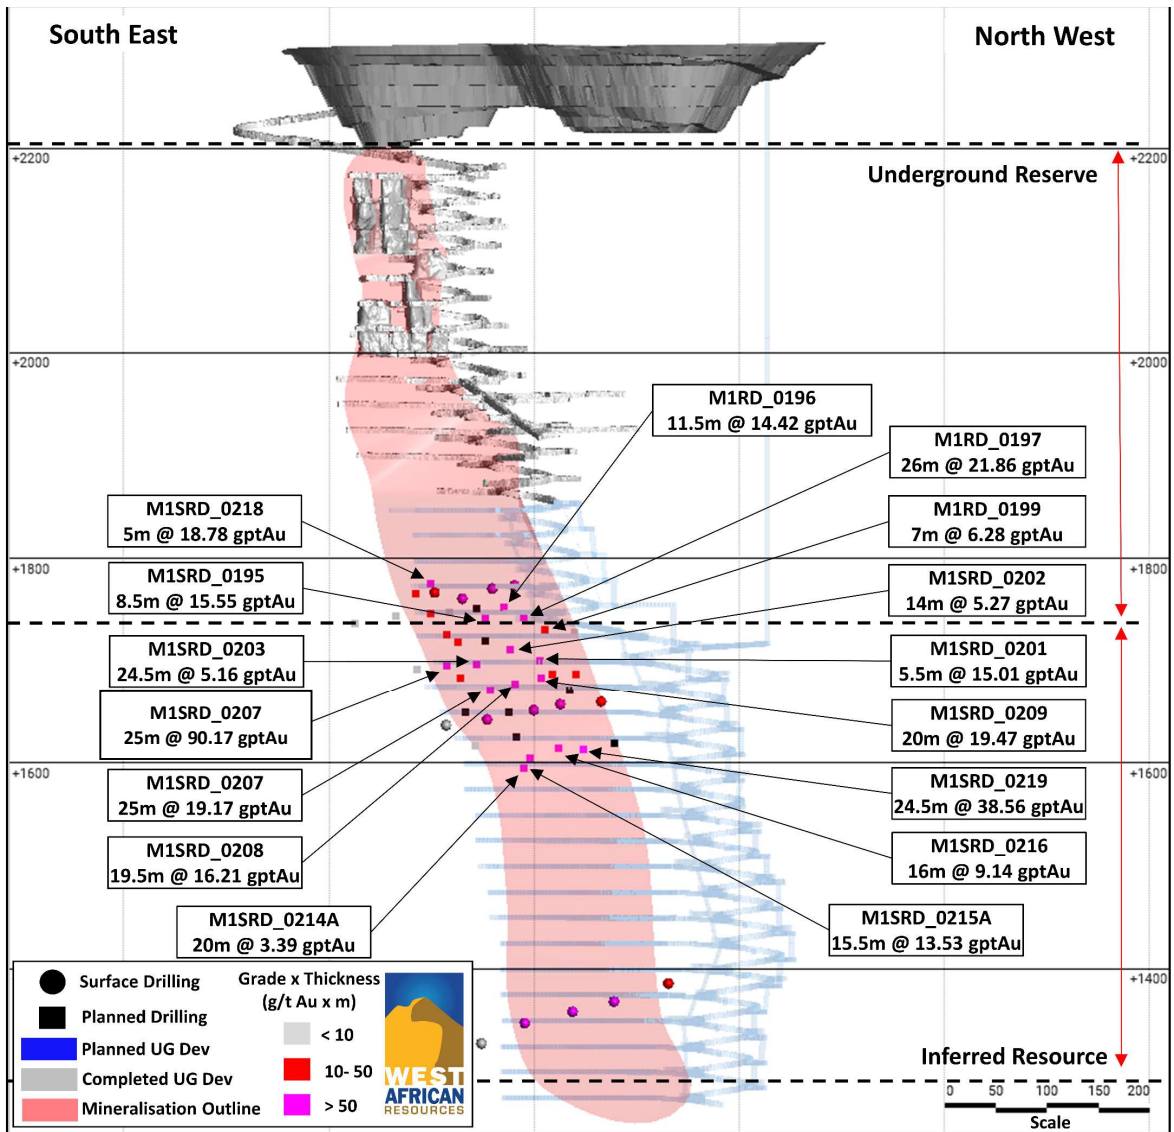 South East
North West
+2200
+2200
Underground Reserve
+2000
+2000
M1RD_0196
11.5m @ 14.42 gptAu
M1RD_0197
26m @ 21.86 gptAu
M1SRD_0218
5m @ 18.78 gptAu
M1RD_0199
7m @ 6.28 gptAu
+1800
+1800
M1SRD_0195
8.5m @ 15.55 gptAu
M1SRD_0202
14m @ 5.27 gptAu
M1SRD_0203
24.5m @ 5.16 gptAu
M1SRD_0201
5.5m @ 15.01 gptAu
M1SRD_0207
25m @ 90.17 gptAu
M1SRD_0209
20m @ 19.47 gptAu
+1600
+1600
M1SRD_0207
25m @ 19.17 gptAu
M1SRD_0219
24.5m @ 38.56 gptAu
M1SRD_0208
19.5m @ 16.21 gptAu
M1SRD_0216
16m @ 9.14 gptAu
M1SRD_0214A
20m @ 3.39 gptAu
M1SRD_0215A
15.5m @ 13.53 gptAu
+1400
Surface Drilling
Planned Drilling
Planned UG Dev
Completed UG Dev
Mineralisation Outline
Grade x Thickness
(g/t Au x m)
< 10
10- 50
> 50
WEST
AFRICAN
RESOURCES
Inferred Resource
0 50 100 150 200
Scale